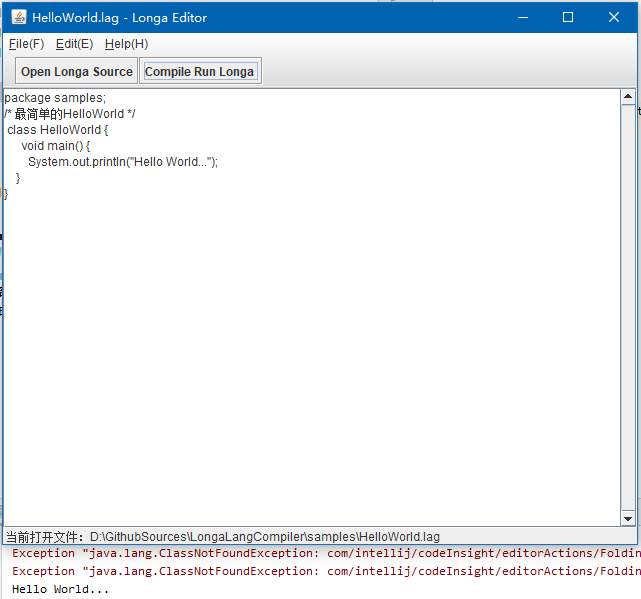 HelloWorld.lag - Longa Editor
File(F) Edit(E) Help(H)
Open Longa Source Compile Run Longa
package samples;
/* 最简单的HelloWorld */
class HelloWorld {
void main() {
System.out.println("Hello World...");
}
}
当前打开文件：D:\GithubSources\LongaLangCompiler\samples\HelloWorld.lag
Exception "java.lang.ClassNotFoundException: com/intellij/codeInsight/editorActions/Foldin
Exception "java.lang.ClassNotFoundException: com/intellij/codeInsight/editorActions/Foldin
Hello World...